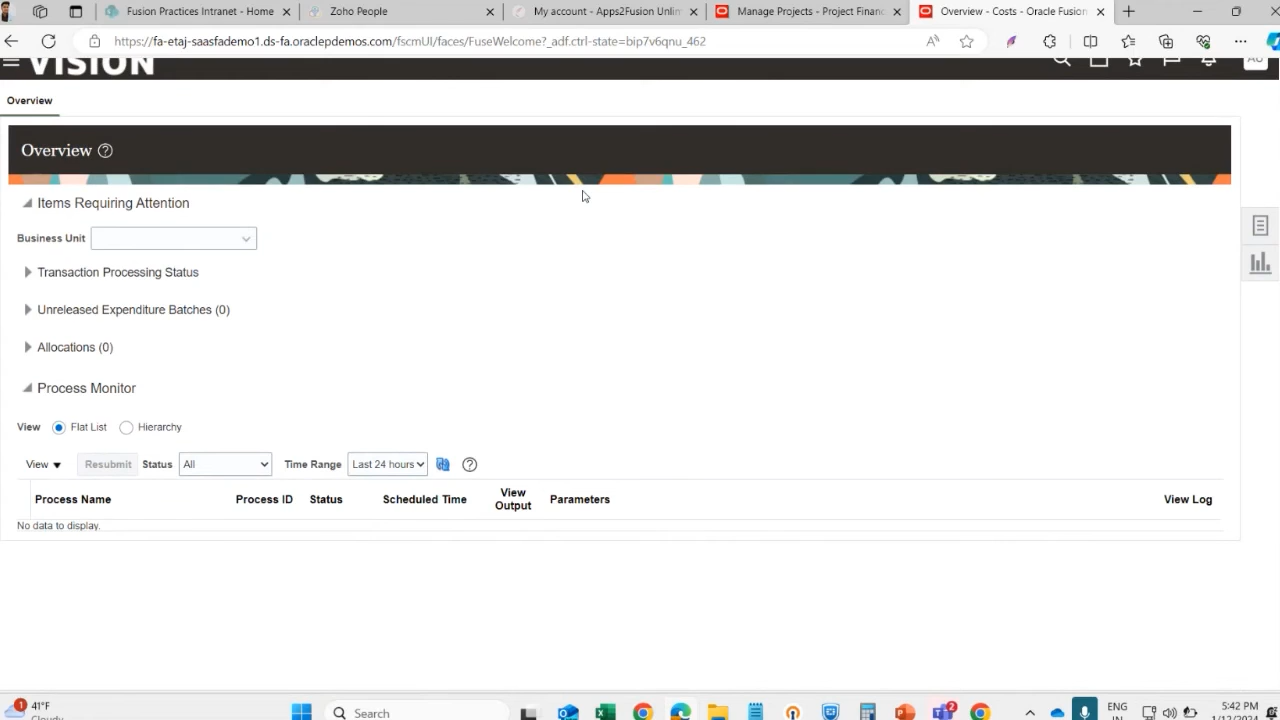 Fusion Practices Intranet - Home
Zoho People
My account - Apps2Fusion Unlim
Manage Projects - Project Financ
Overview - Costs - Oracle Fusion
https://fa-etaj-saasfademo1.ds-fa.oraclepdemos.com/fscmUI/faces/FuseWelcome?_adf.ctrl-state=bip7v6qnu_462
VISION
AU
Overview
Overview
Items Requiring Attention
Business Unit
Transaction Processing Status
Unreleased Expenditure Batches (0)
Allocations (0)
Process Monitor
View Flat List Hierarchy
View Resubmit Status All Time Range Last 24 hours
Process Name Process ID Status Scheduled Time View Output Parameters View Log
No data to display.
1 41°F
Cloudy
Search
2
ENG
IN
5:42 PM
/12/2024